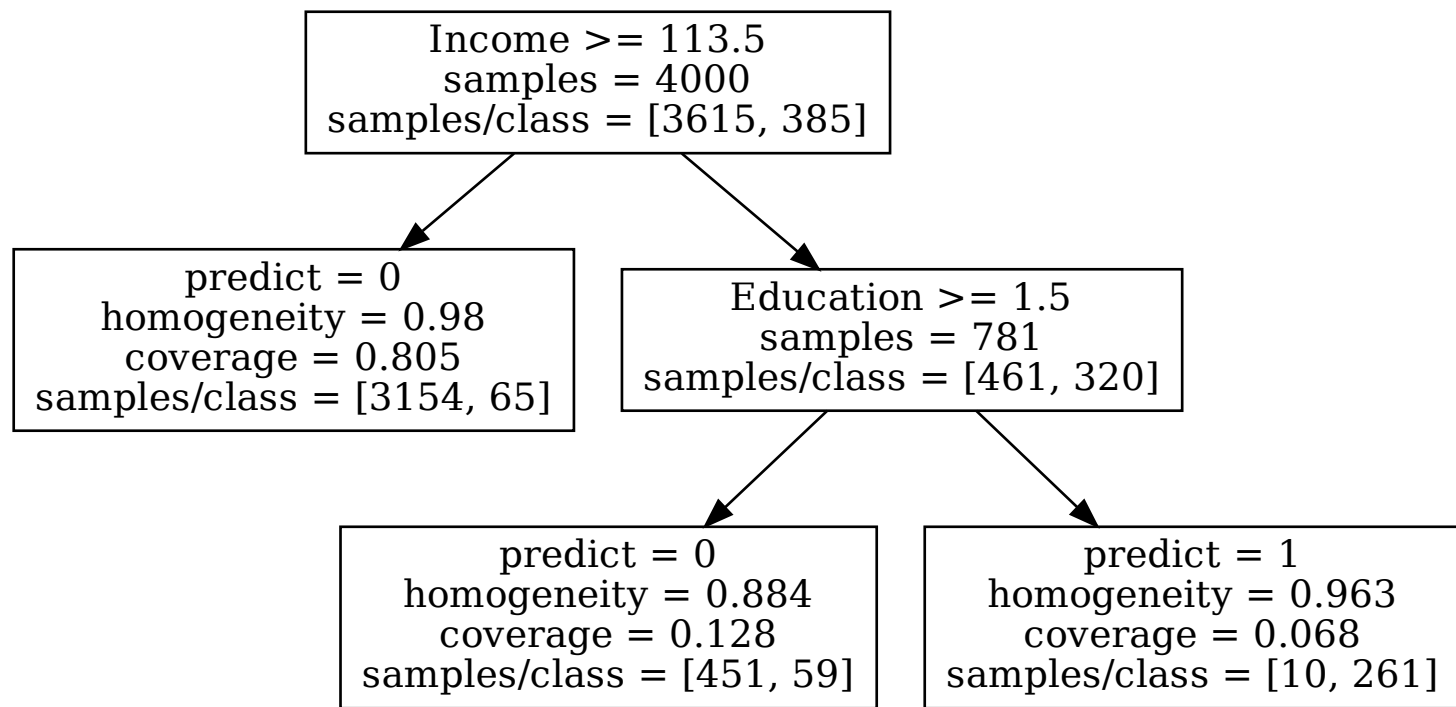 Income >= 113.5
samples = 4000
samples/class = [3615, 385]
predict = 0
homogeneity = 0.98
coverage = 0.805
samples/class = [3154, 65]
Education >= 1.5
samples = 781
samples/class = [461, 320]
predict = 0
homogeneity = 0.884
coverage = 0.128
samples/class = [451, 59]
predict = 1
homogeneity = 0.963
coverage = 0.068
samples/class = [10, 261]